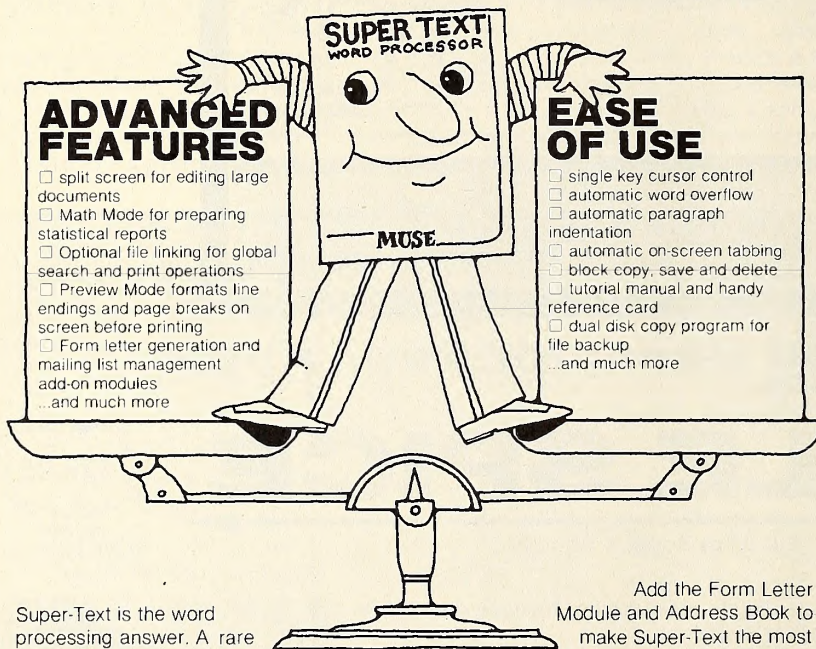 SUPER TEXT
WORD PROCESSOR
MUSE
ADVANCED
FEATURES
☐ split screen for editing large
documents
☐ Math Mode for preparing
statistical reports
☐ Optional file linking for global
search and print operations
☐ Preview Mode formats line
endings and page breaks on
screen before printing
☐ Form letter generation and
mailing list management
add-on modules
...and much more
EASE
OF USE
☐ single key cursor control
☐ automatic word overflow
☐ automatic paragraph
indentation
☐ automatic on-screen tabbing
☐ block copy, save and delete
☐ tutorial manual and handy
reference card
☐ dual disk copy program for
file backup
...and much more
Super-Text is the word
processing answer. A rare
Add the Form Letter
Module and Address Book to
make Super-Text the most